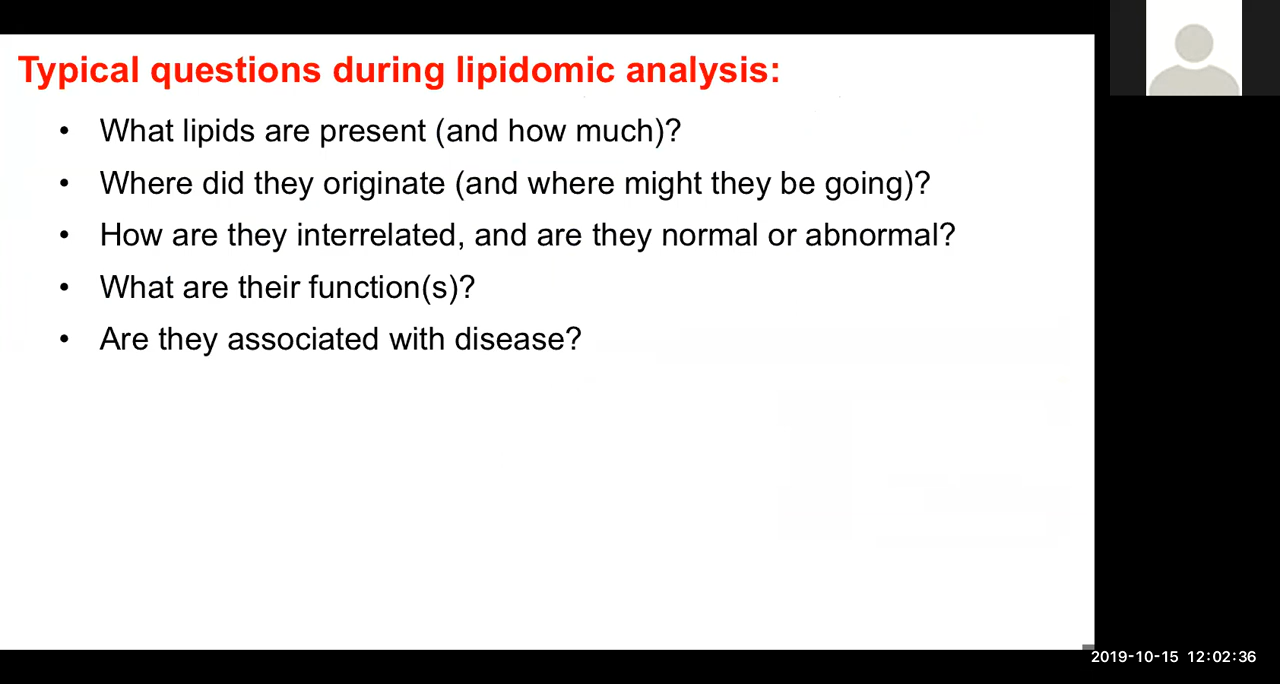 Typical questions during lipidomic analysis:
• What lipids are present (and how much)?
• Where did they originate (and where might they be going)?
• How are they interrelated, and are they normal or abnormal?
• What are their function(s)?
• Are they associated with disease?
2019-10-15 12:02:36